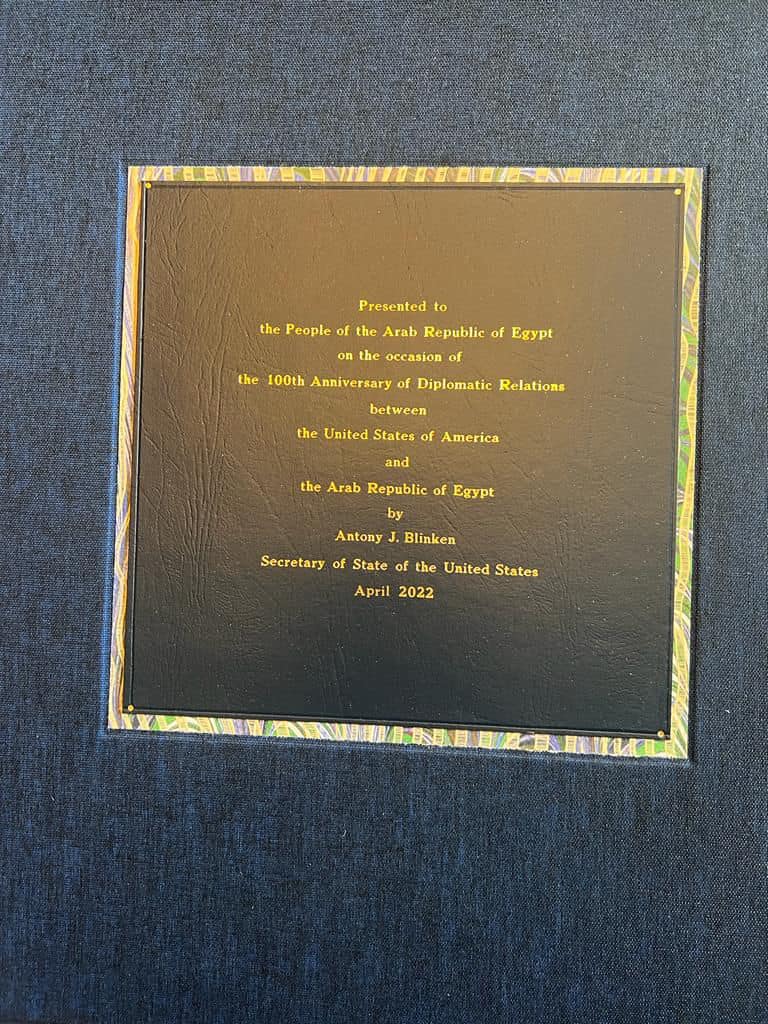 Presented to
the People of the Arab Republic of Egypt
on the occasion of
the 100th Anniversary of Diplomatic Relations
between
the United States of America
and
the Arab Republic of Egypt
by
Antony J. Blinken
Secretary of State of the United States
April 2022